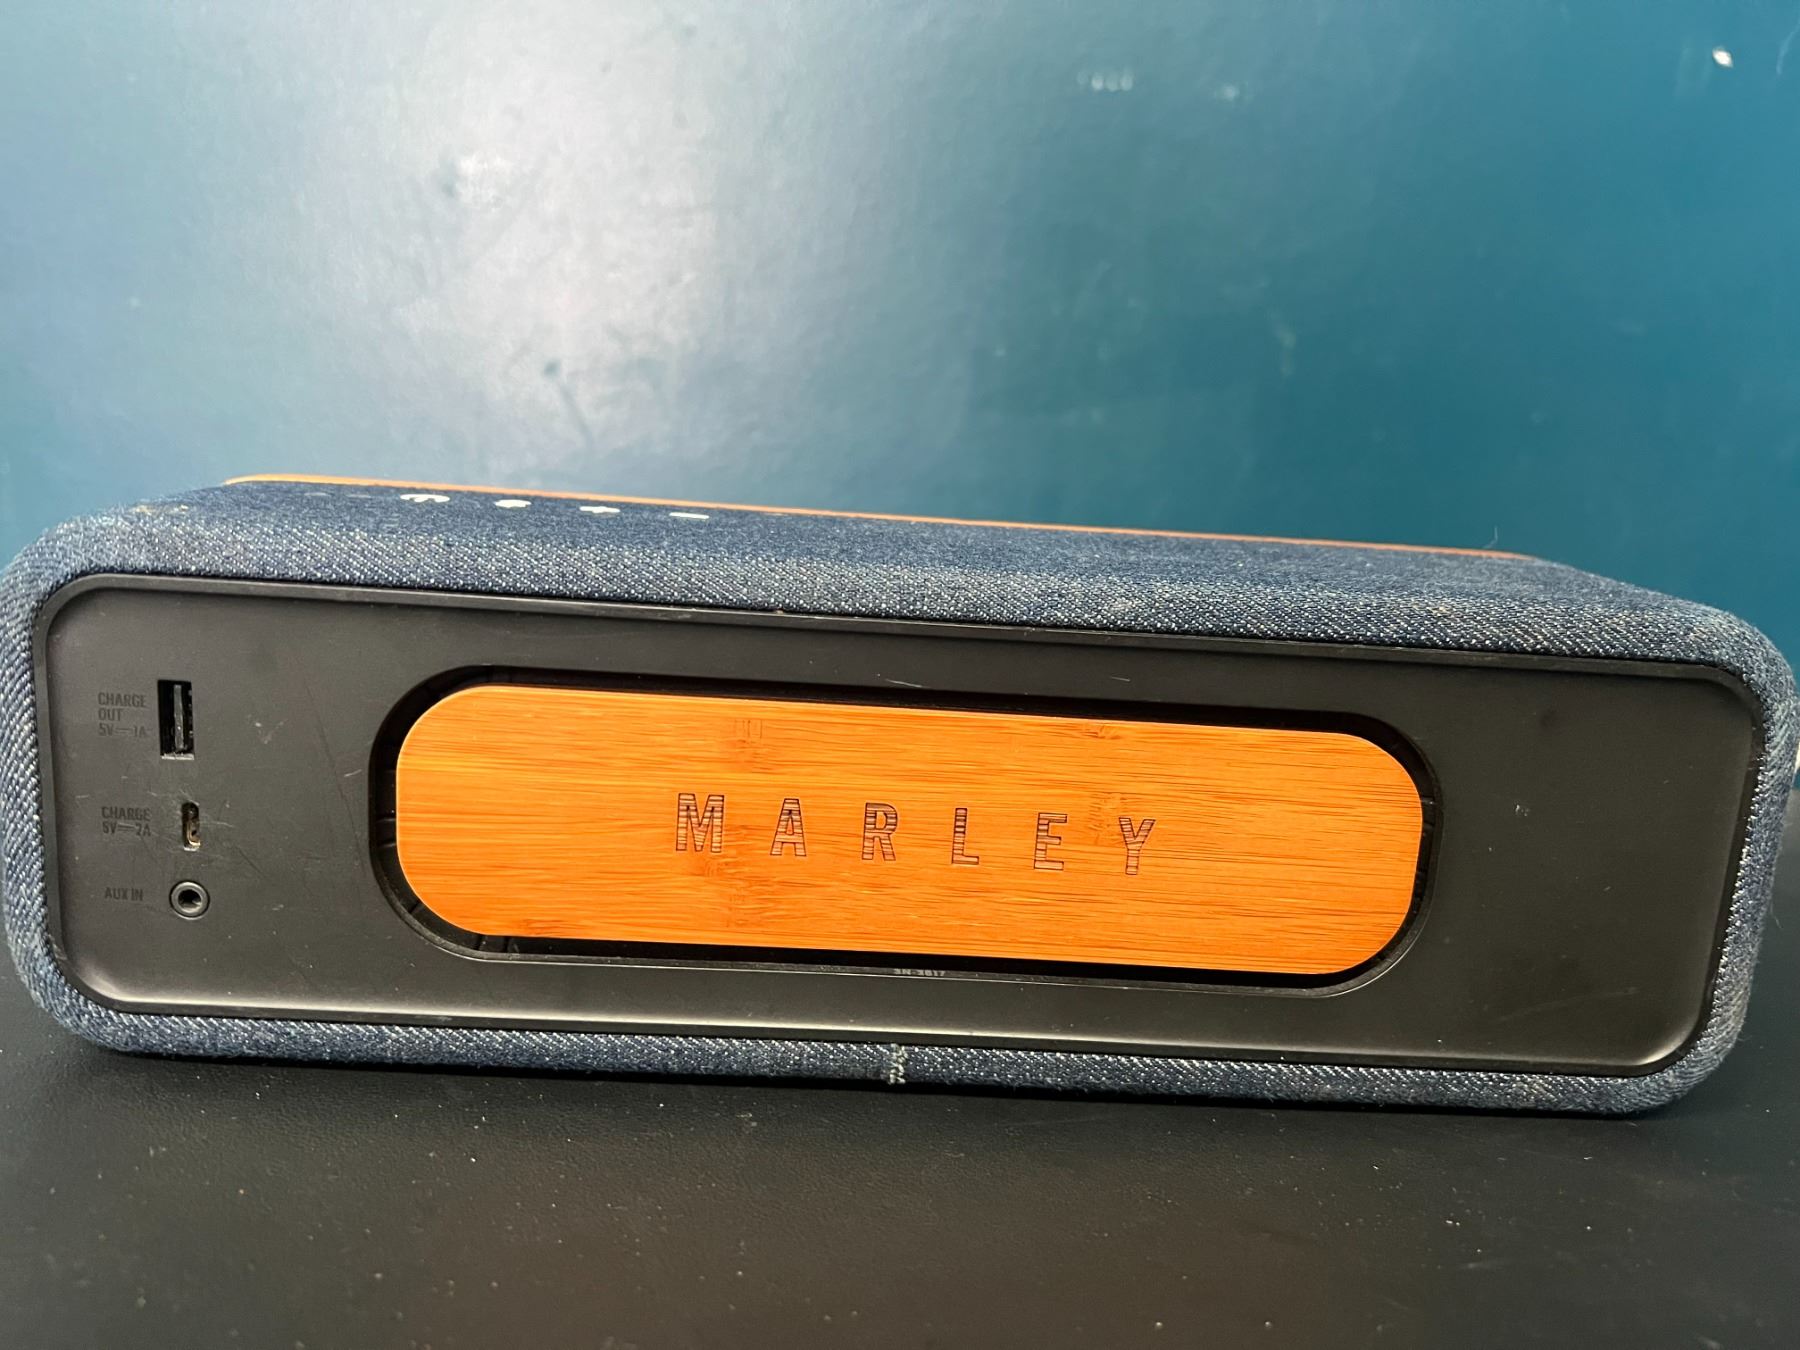 CHARGE
OUT
5V⎓1A
CHARGE
5V⎓2A
AUX IN
MARLEY